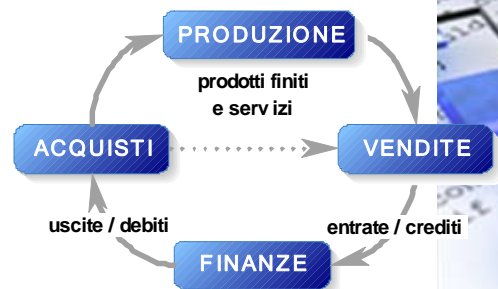 PRODUZIONE
prodotti finiti
e serv izi
ACQUISTI
VENDITE
uscite / debiti
entrate / crediti
FINANZE